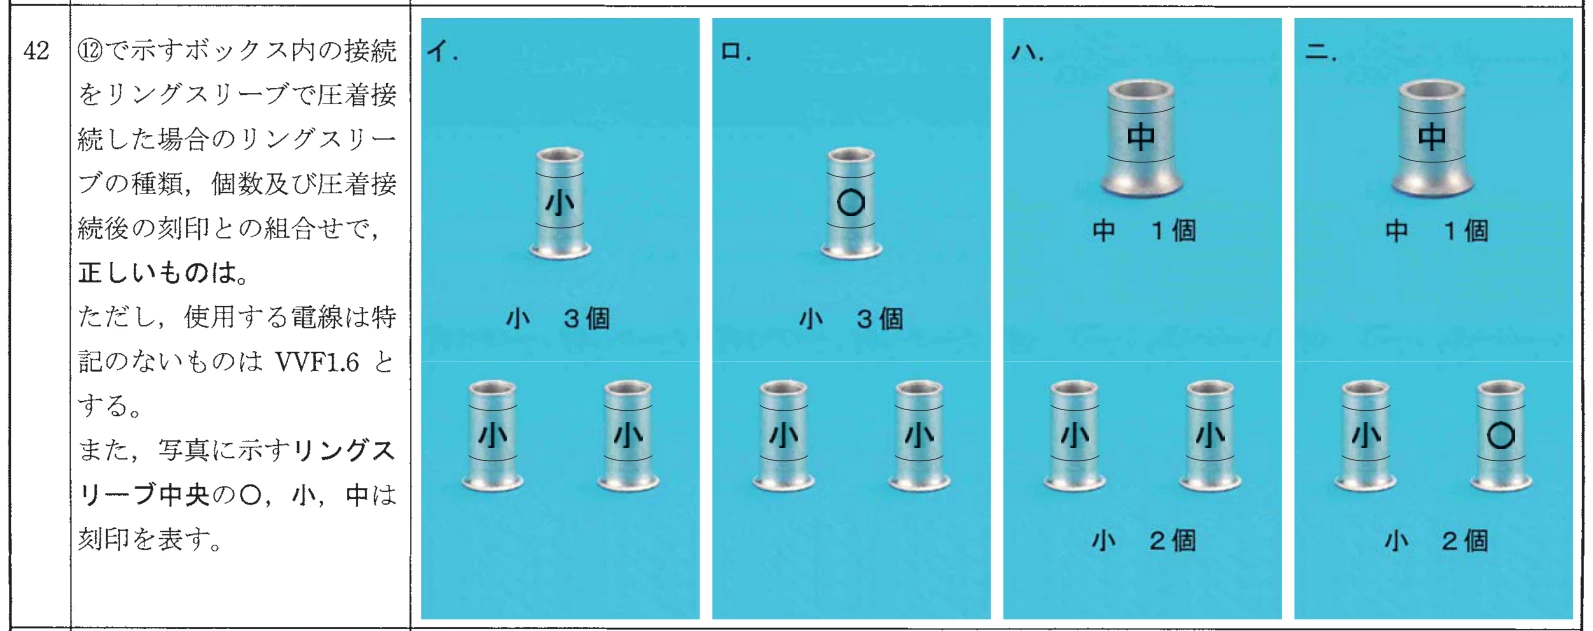 42
⑫で示すボックス内の接続
をリングスリーブで圧着接
続した場合のリングスリー
ブの種類，個数及び圧着接
続後の刻印との組合せで，
正しいものは。
ただし，使用する電線は特
記のないものは VVF1.6 と
する。
また，写真に示すリングス
リーブ中央の〇，小，中は
刻印を表す。
イ.
小
小 3個
小 小
ロ.
〇
小 3個
小 小
ハ.
中
中 1個
小 小
小 2個
ニ.
中
中 1個
小 〇
小 2個